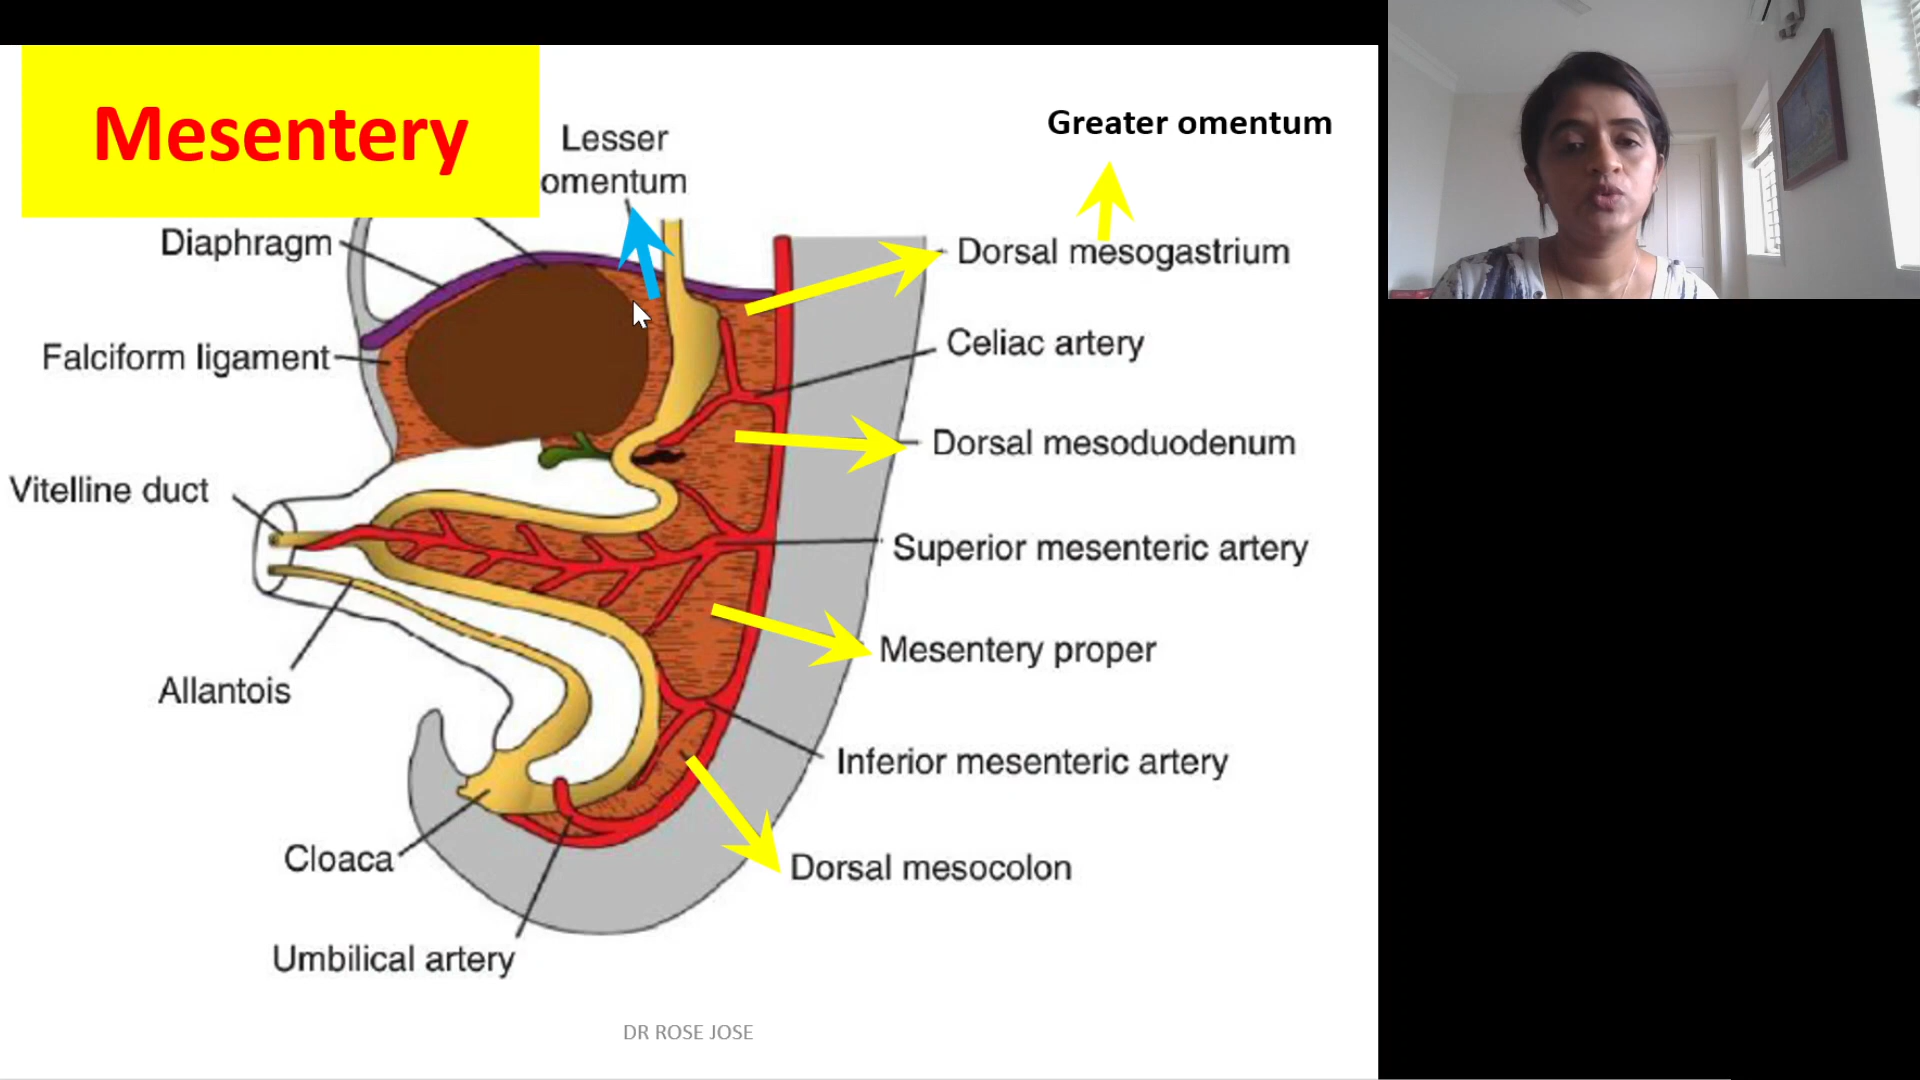 Mesentery
Lesser
omentum
Greater omentum
Diaphragm
Dorsal mesogastrium
Falciform ligament
Celiac artery
Dorsal mesoduodenum
Vitelline duct
Superior mesenteric artery
Mesentery proper
Allantois
Inferior mesenteric artery
Cloaca
Dorsal mesocolon
Umbilical artery
DR ROSE JOSE